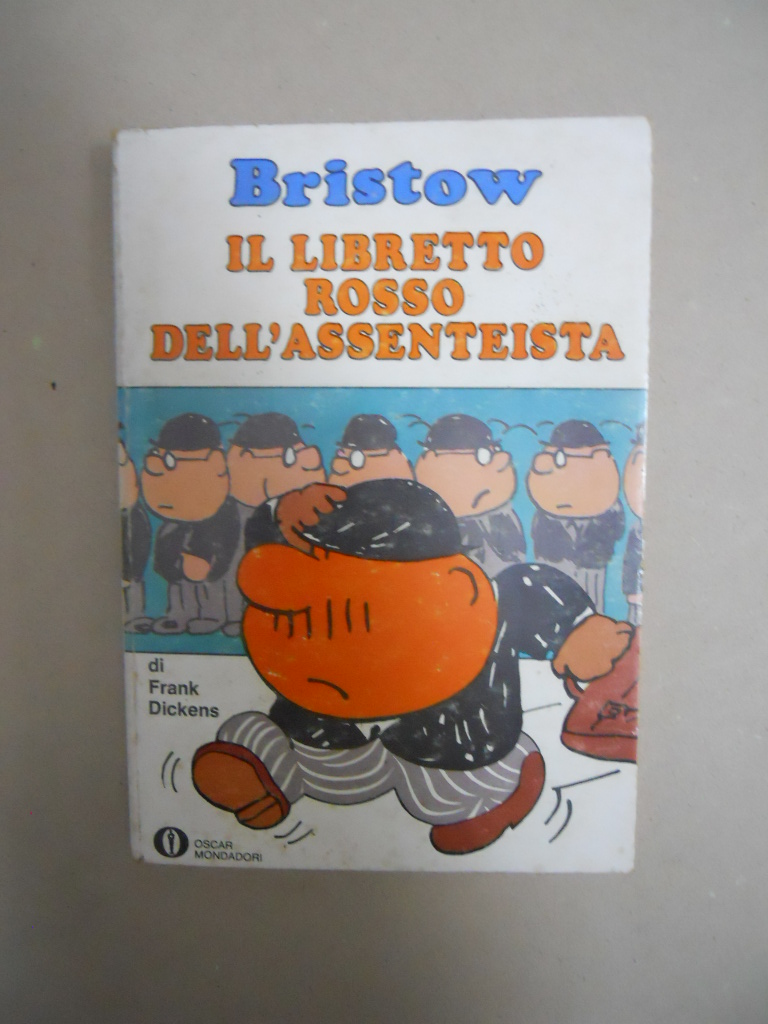 Bristow
IL LIBRETTO
ROSSO
DELL'ASSENTEISTA
di
Frank
Dickens
OSCAR
MONDADORI